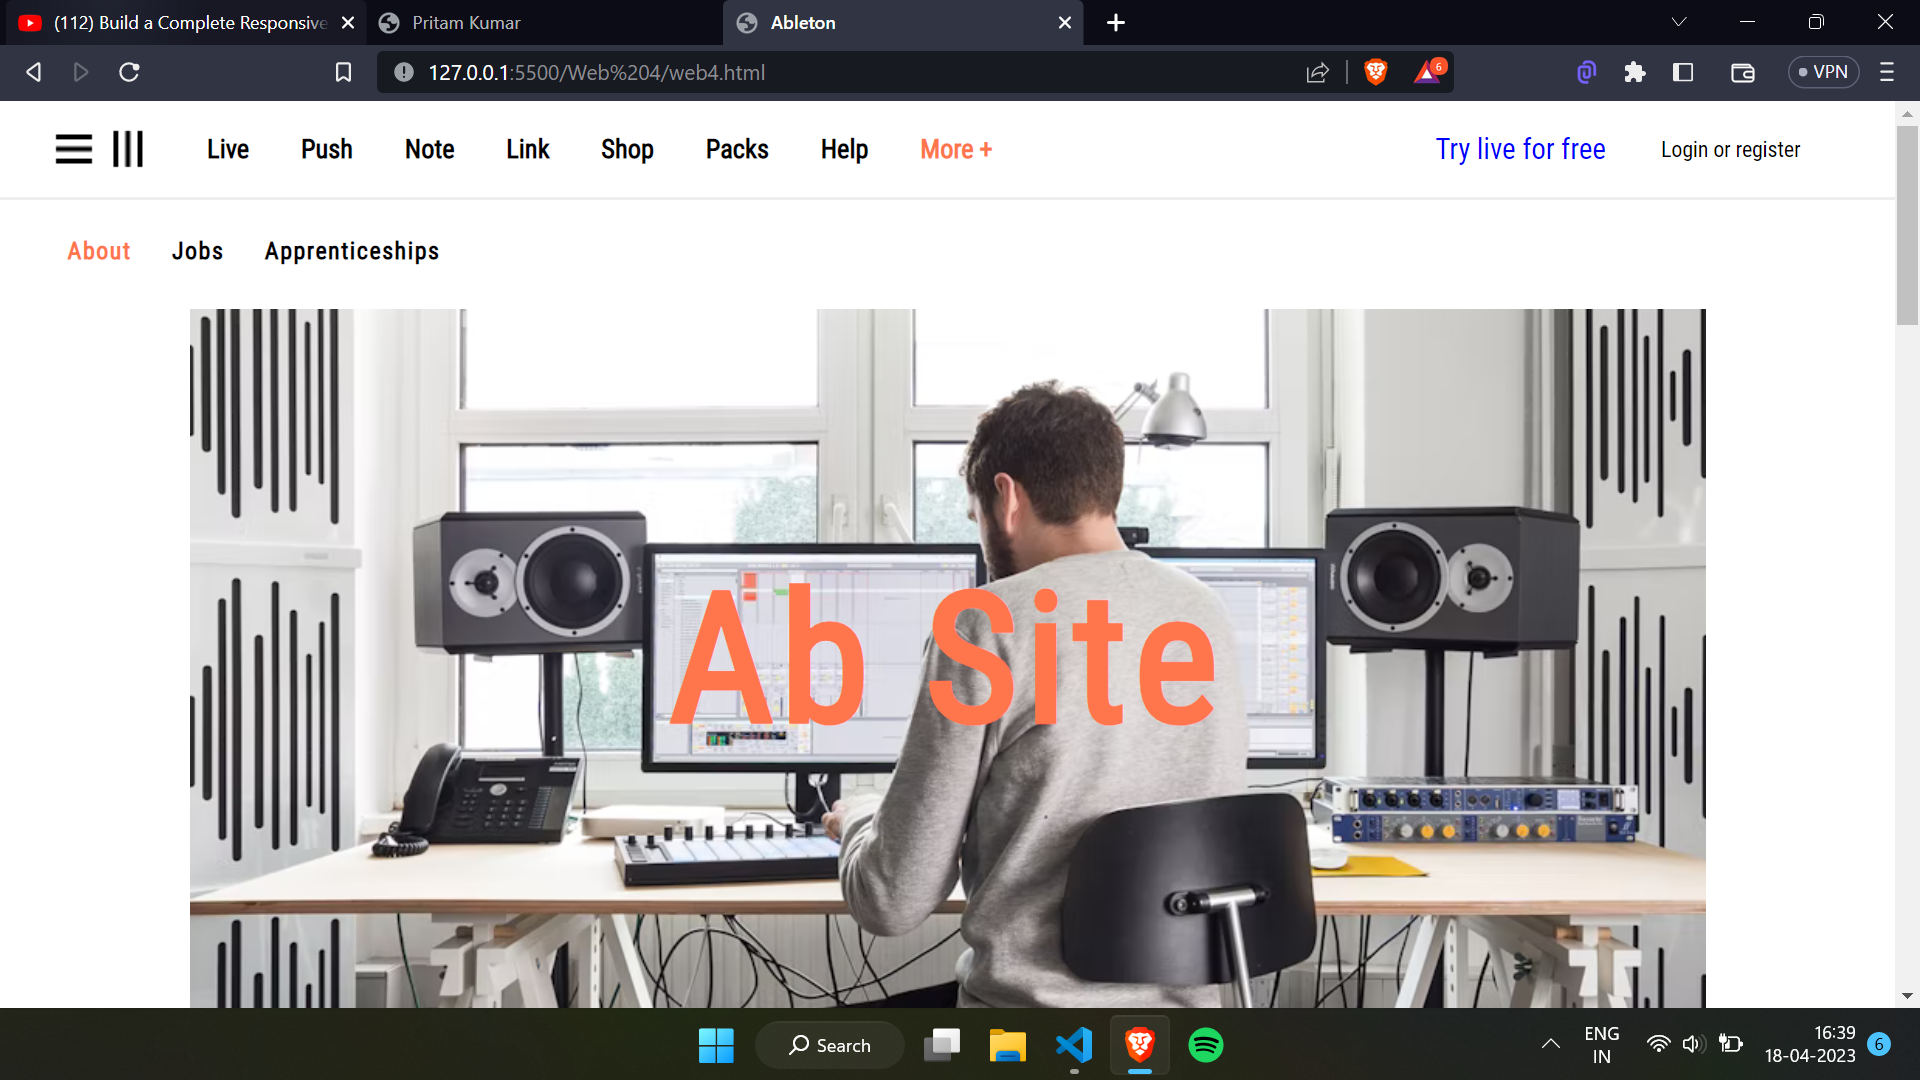 (112) Build a Complete Responsive
Pritam Kumar
Ableton
127.0.0.1:5500/Web%204/web4.html
6
VPN
Live Push Note Link Shop Packs Help More +
Try live for free
Login or register
About Jobs Apprenticeships
Ab Site
Search
ENG
IN
16:39
18-04-2023
6